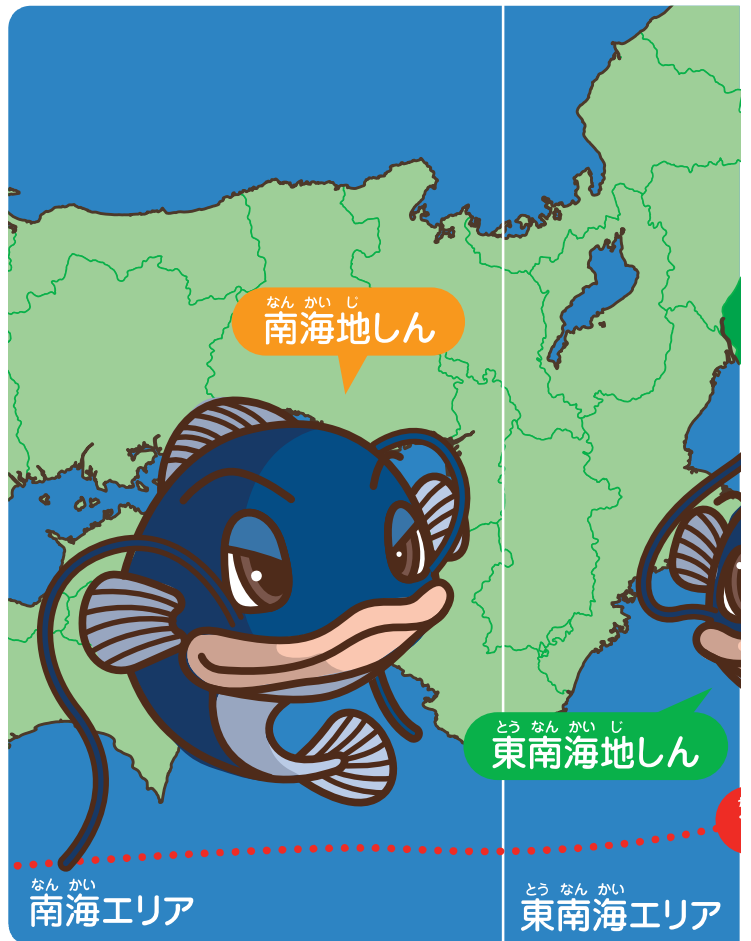 なん かい じ
南海地しん
とう なん かい じ
東南海地しん
なん かい
南海エリア
とう なん かい
東南海エリア